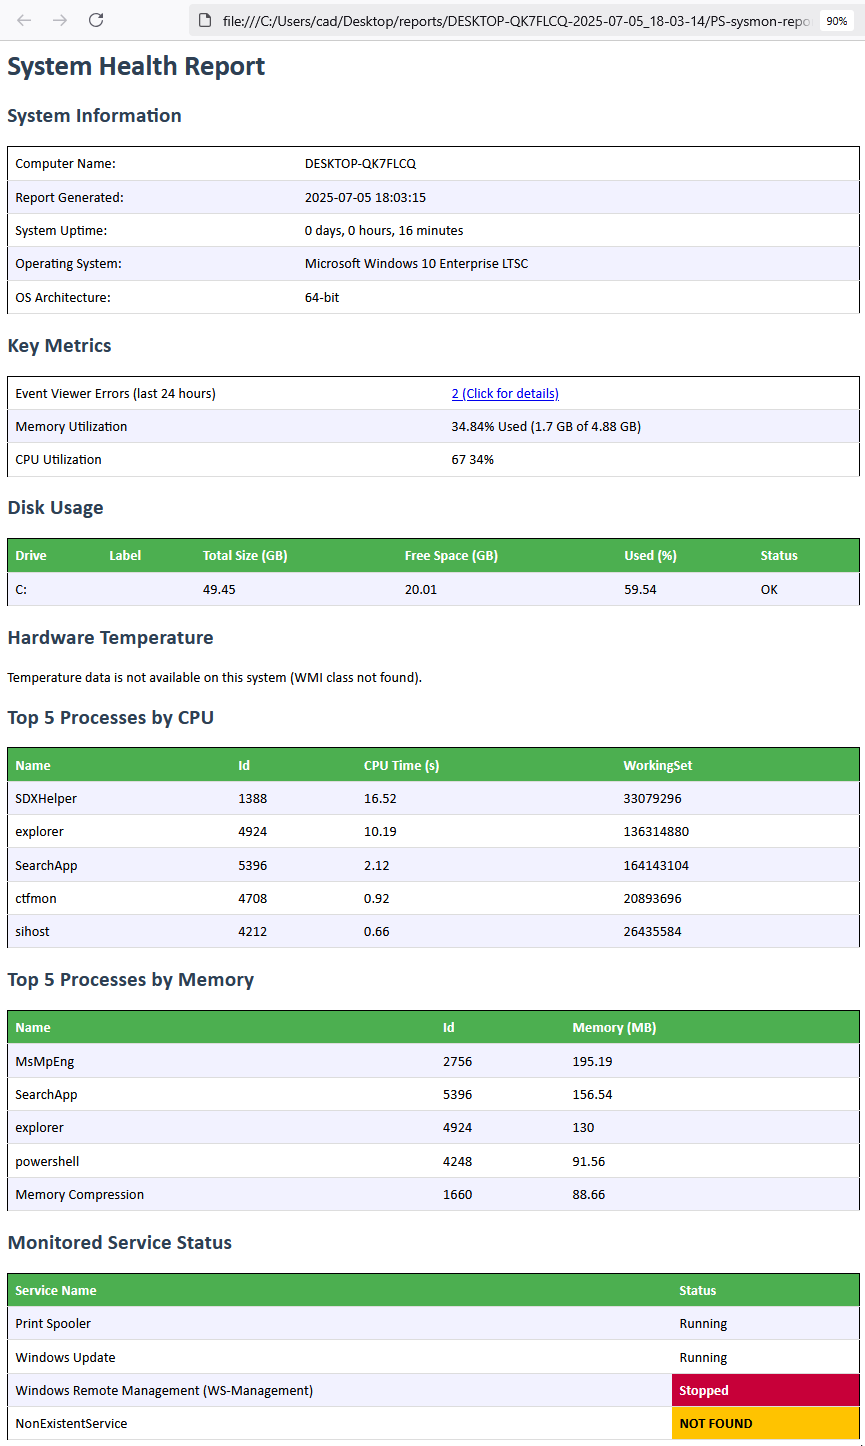 file:///C:/Users/cad/Desktop/reports/DESKTOP-QK7FLCQ-2025-07-05_18-03-14/PS-sysmon-repo 90%
System Health Report
System Information
Computer Name: DESKTOP-QK7FLCQ
Report Generated: 2025-07-05 18:03:15
System Uptime: 0 days, 0 hours, 16 minutes
Operating System: Microsoft Windows 10 Enterprise LTSC
OS Architecture: 64-bit
Key Metrics
Event Viewer Errors (last 24 hours) 2 (Click for details)
Memory Utilization 34.84% Used (1.7 GB of 4.88 GB)
CPU Utilization 67 34%
Disk Usage
Drive Label Total Size (GB) Free Space (GB) Used (%) Status
C: 49.45 20.01 59.54 OK
Hardware Temperature
Temperature data is not available on this system (WMI class not found).
Top 5 Processes by CPU
Name Id CPU Time (s) WorkingSet
SDXHelper 1388 16.52 33079296
explorer 4924 10.19 136314880
SearchApp 5396 2.12 164143104
ctfmon 4708 0.92 20893696
sihost 4212 0.66 26435584
Top 5 Processes by Memory
Name Id Memory (MB)
MsMpEng 2756 195.19
SearchApp 5396 156.54
explorer 4924 130
powershell 4248 91.56
Memory Compression 1660 88.66
Monitored Service Status
Service Name Status
Print Spooler Running
Windows Update Running
Windows Remote Management (WS-Management) Stopped
NonExistentService NOT FOUND